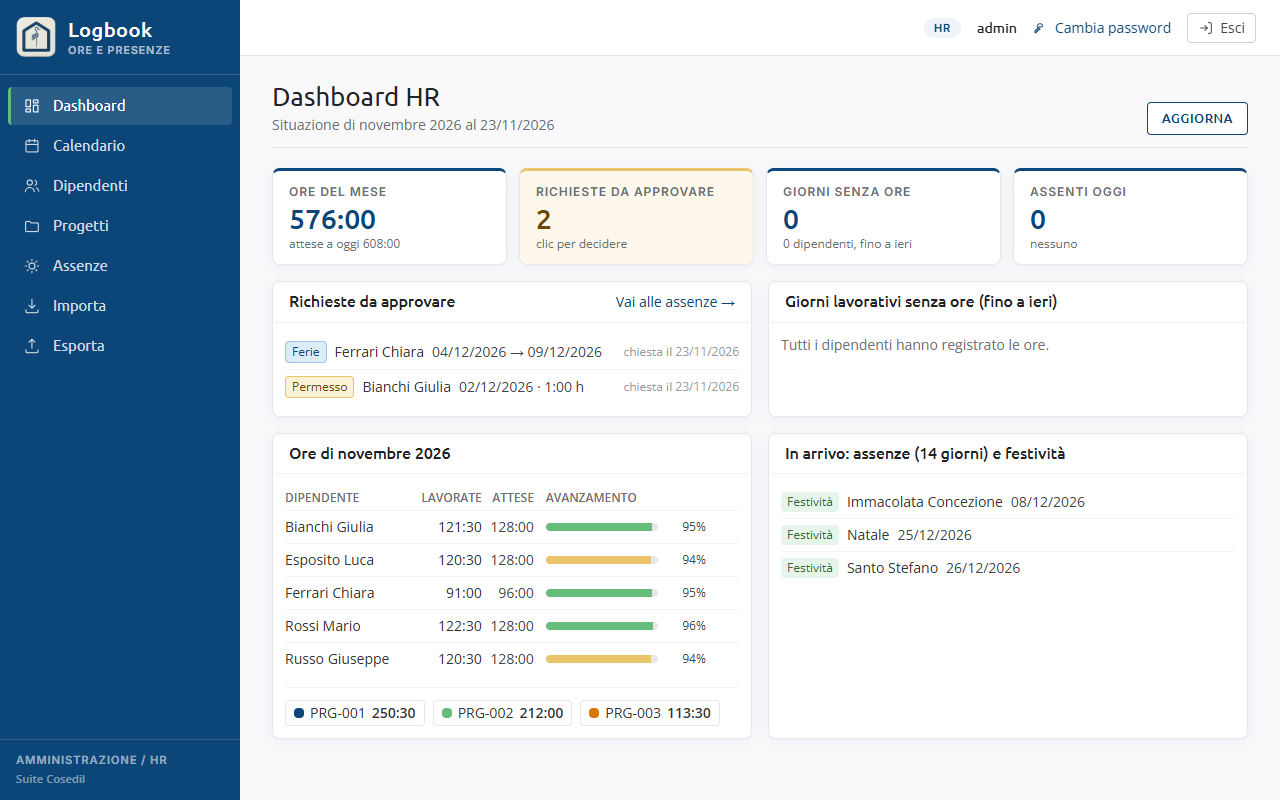 Logbook
ORE E PRESENZE
HR admin Cambia password Esci
Dashboard
Calendario
Dipendenti
Progetti
Assenze
Importa
Esporta
AMMINISTRAZIONE / HR
Suite Cosedil
Dashboard HR
Situazione di novembre 2026 al 23/11/2026
AGGIORNA
ORE DEL MESE
576:00
attese a oggi 608:00
RICHIESTE DA APPROVARE
2
clic per decidere
GIORNI SENZA ORE
0
0 dipendenti, fino a ieri
ASSENTI OGGI
0
nessuno
Richieste da approvare Vai alle assenze →
Ferie Ferrari Chiara 04/12/2026 → 09/12/2026 chiesta il 23/11/2026
Permesso Bianchi Giulia 02/12/2026 · 1:00 h chiesta il 23/11/2026
Giorni lavorativi senza ore (fino a ieri)
Tutti i dipendenti hanno registrato le ore.
Ore di novembre 2026
DIPENDENTE LAVORATE ATTESE AVANZAMENTO
Bianchi Giulia 121:30 128:00 95%
Esposito Luca 120:30 128:00 94%
Ferrari Chiara 91:00 96:00 95%
Rossi Mario 122:30 128:00 96%
Russo Giuseppe 120:30 128:00 94%
PRG-001 250:30 PRG-002 212:00 PRG-003 113:30
In arrivo: assenze (14 giorni) e festività
Festività Immacolata Concezione 08/12/2026
Festività Natale 25/12/2026
Festività Santo Stefano 26/12/2026